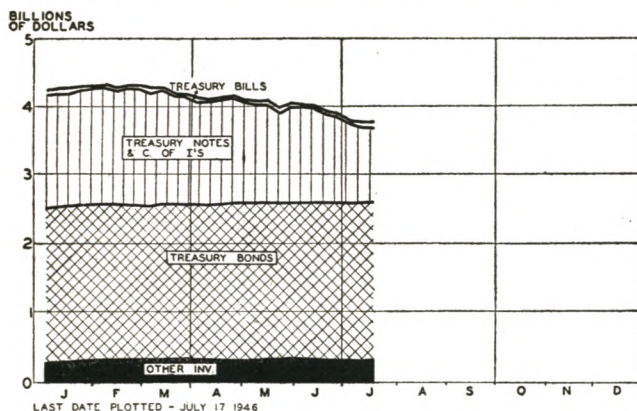 BILLIONS
OF DOLLARS
5
TREASURY BILLS
4
TREASURY NOTES
& C. OF I'S
3
2
TREASURY BONDS
1
OTHER INV.
0
J F M A M J J A S O N D
LAST DATE PLOTTED - JULY 17 1946